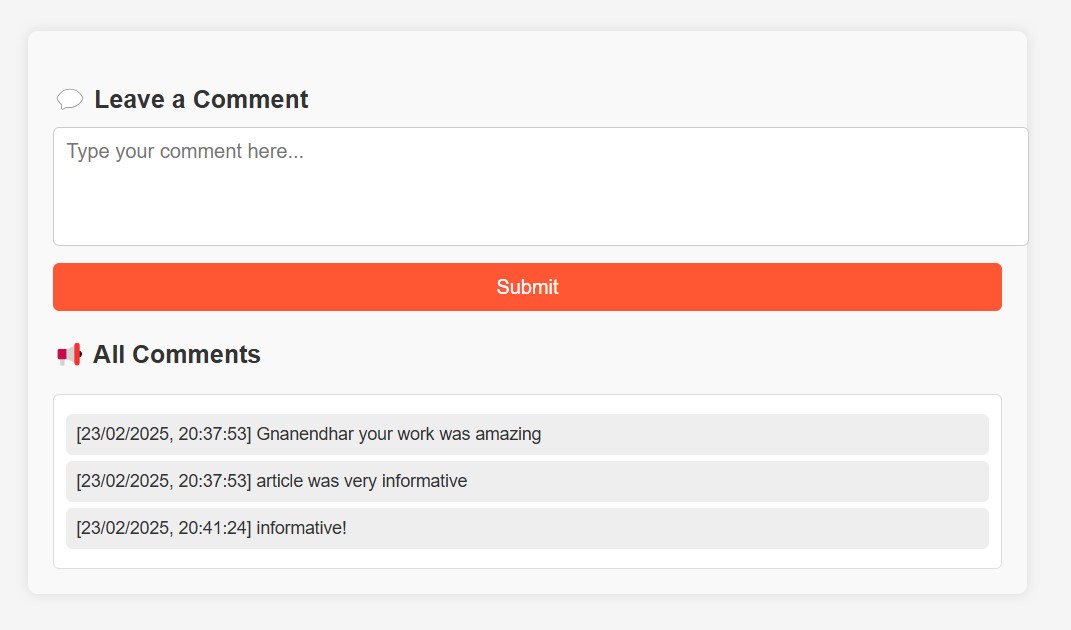 💬 Leave a Comment
Type your comment here...
Submit
📢 All Comments
[23/02/2025, 20:37:53] Gnanendhar your work was amazing
[23/02/2025, 20:37:53] article was very informative
[23/02/2025, 20:41:24] informative!